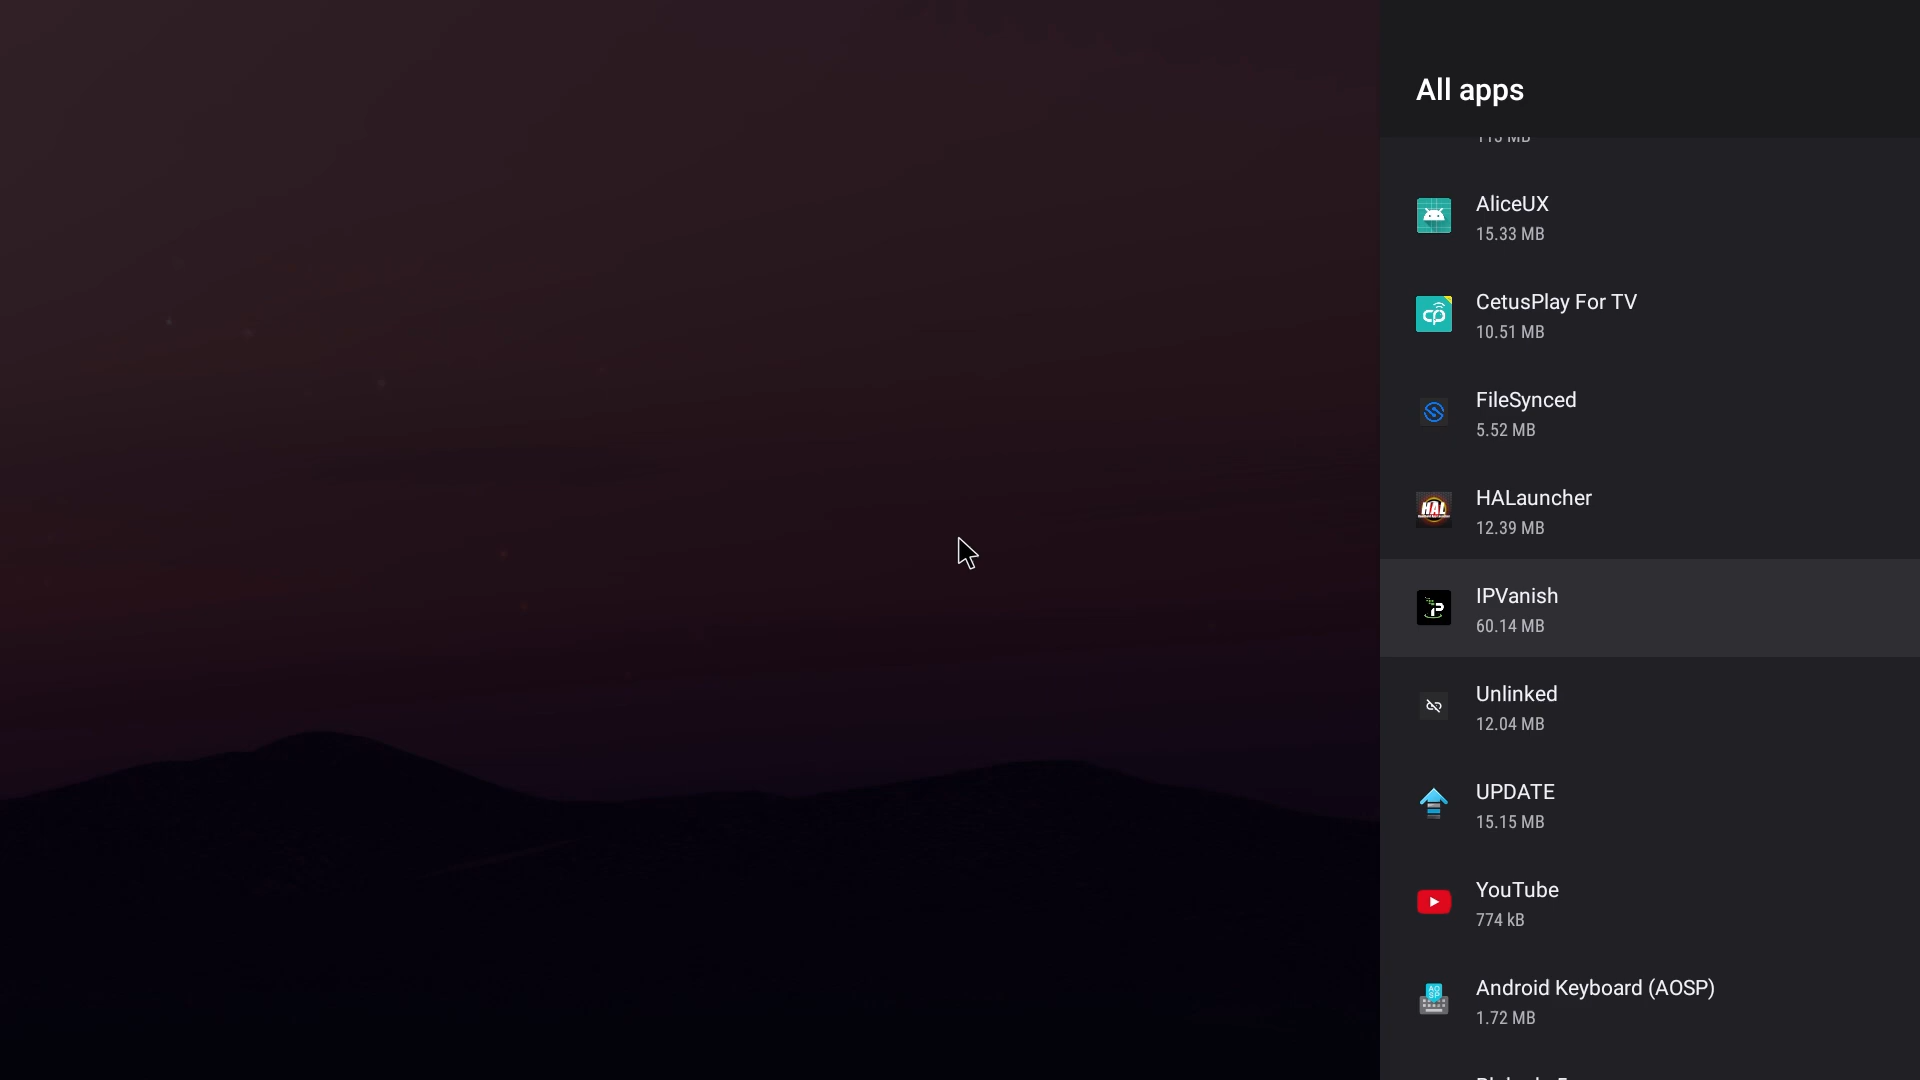 All apps
AliceUX
15.33 MB
CetusPlay For TV
10.51 MB
FileSynced
5.52 MB
HALauncher
12.39 MB
IPVanish
60.14 MB
Unlinked
12.04 MB
UPDATE
15.15 MB
YouTube
774 kB
Android Keyboard (AOSP)
1.72 MB